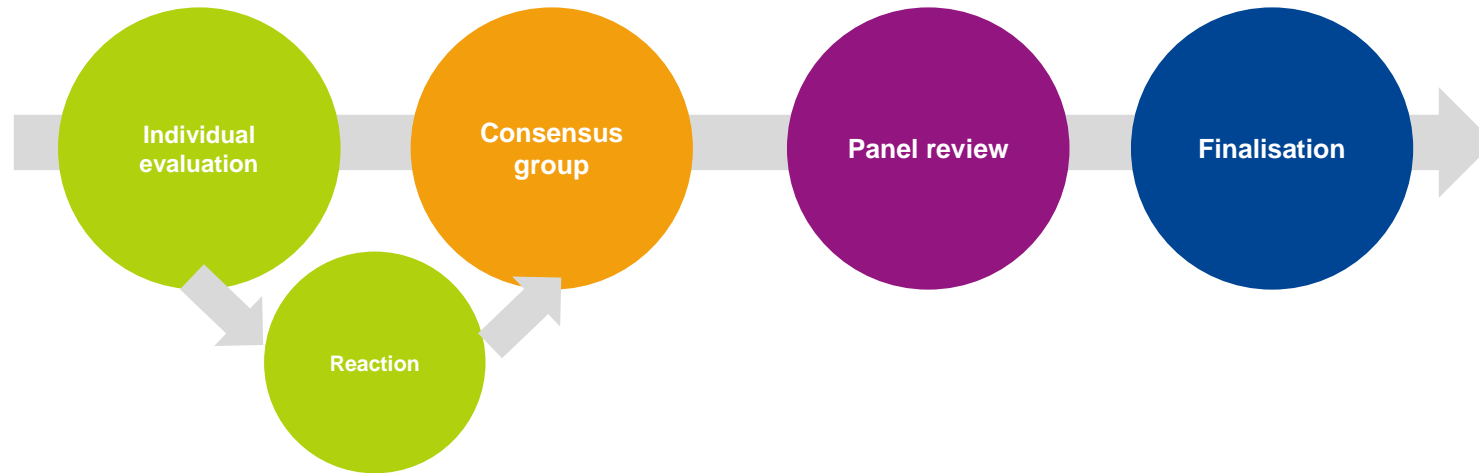 Individual
evaluation
Consensus
group
Panel review
Finalisation
Reaction